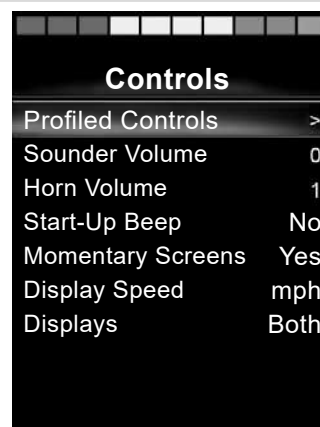 Controls
Profiled Controls >
Sounder Volume 0
Horn Volume 1
Start-Up Beep No
Momentary Screens Yes
Display Speed mph
Displays Both